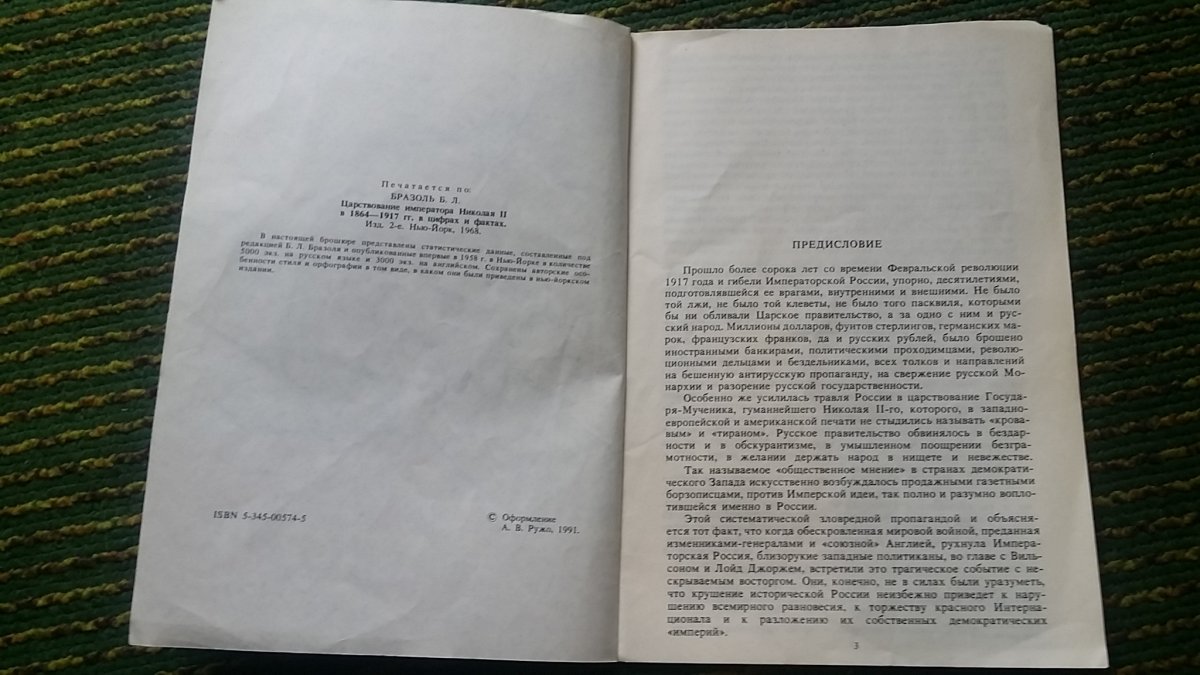 Печатается по:
БРАЗОЛЬ Б. Л.
Царствование императора Николая II
в 1864—1917 гг. в цифрах и фактах.
Изд. 2-е. Нью-Йорк, 1968.
В настоящей брошюре представлены статистические данные, составленные под
редакцией Б. Л. Бразоля и опубликованные впервые в 1958 г. в Нью-Йорке в количестве
5000 экз. на русском языке и 3000 экз. на английском. Сохранены авторские осо-
бенности стиля и орфографии в том виде, в каком они были приведены в нью-йоркском
издании.
ISBN 5-345-00574-5
© Оформление
А. В. Ружо, 1991.
ПРЕДИСЛОВИЕ
Прошло более сорока лет со времени Февральской революции
1917 года и гибели Императорской России, упорно, десятилетиями,
подготовлявшейся ее врагами, внутренними и внешними. Не было
той лжи, не было той клеветы, не было того пасквиля, которыми
бы ни обливали Царское правительство, а за одно с ним и рус-
ский народ. Миллионы долларов, фунтов стерлингов, германских ма-
рок, французских франков, да и русских рублей, было брошено
иностранными банкирами, политическими проходимцами, револю-
ционными дельцами и бездельниками, всех толков и направлений
на бешенную антирусскую пропаганду, на свержение русской Мо-
нархии и разорение русской государственности.
Особенно же усилилась травля России в царствование Госуда-
ря-Мученика, гуманнейшего Николая II-го, которого, в западно-
европейской и американской печати не стыдились называть «крова-
вым» и «тираном». Русское правительство обвинялось в бездар-
ности и в обскурантизме, в умышленном поощрении безгра-
мотности, в желании держать народ в нищете и невежестве.
Так называемое «общественное мнение» в странах демократи-
ческого Запада искусственно возбуждалось продажными газетными
борзописцами, против Имперской идеи, так полно и разумно вопло-
тившейся именно в России.
Этой систематической зловредной пропагандой и объясня-
ется тот факт, что когда обескровленная мировой войной, преданная
изменниками-генералами и «союзной» Англией, рухнула Импера-
торская Россия, близорукие западные политиканы, во главе с Виль-
соном и Лойд Джоржем, встретили это трагическое событие с не-
скрываемым восторгом. Они, конечно, не в силах были уразуметь,
что крушение исторической России неизбежно приведет к нару-
шению всемирного равновесия, к торжеству красного Интерна-
ционала и к разложению их собственных демократических
«империй».
3